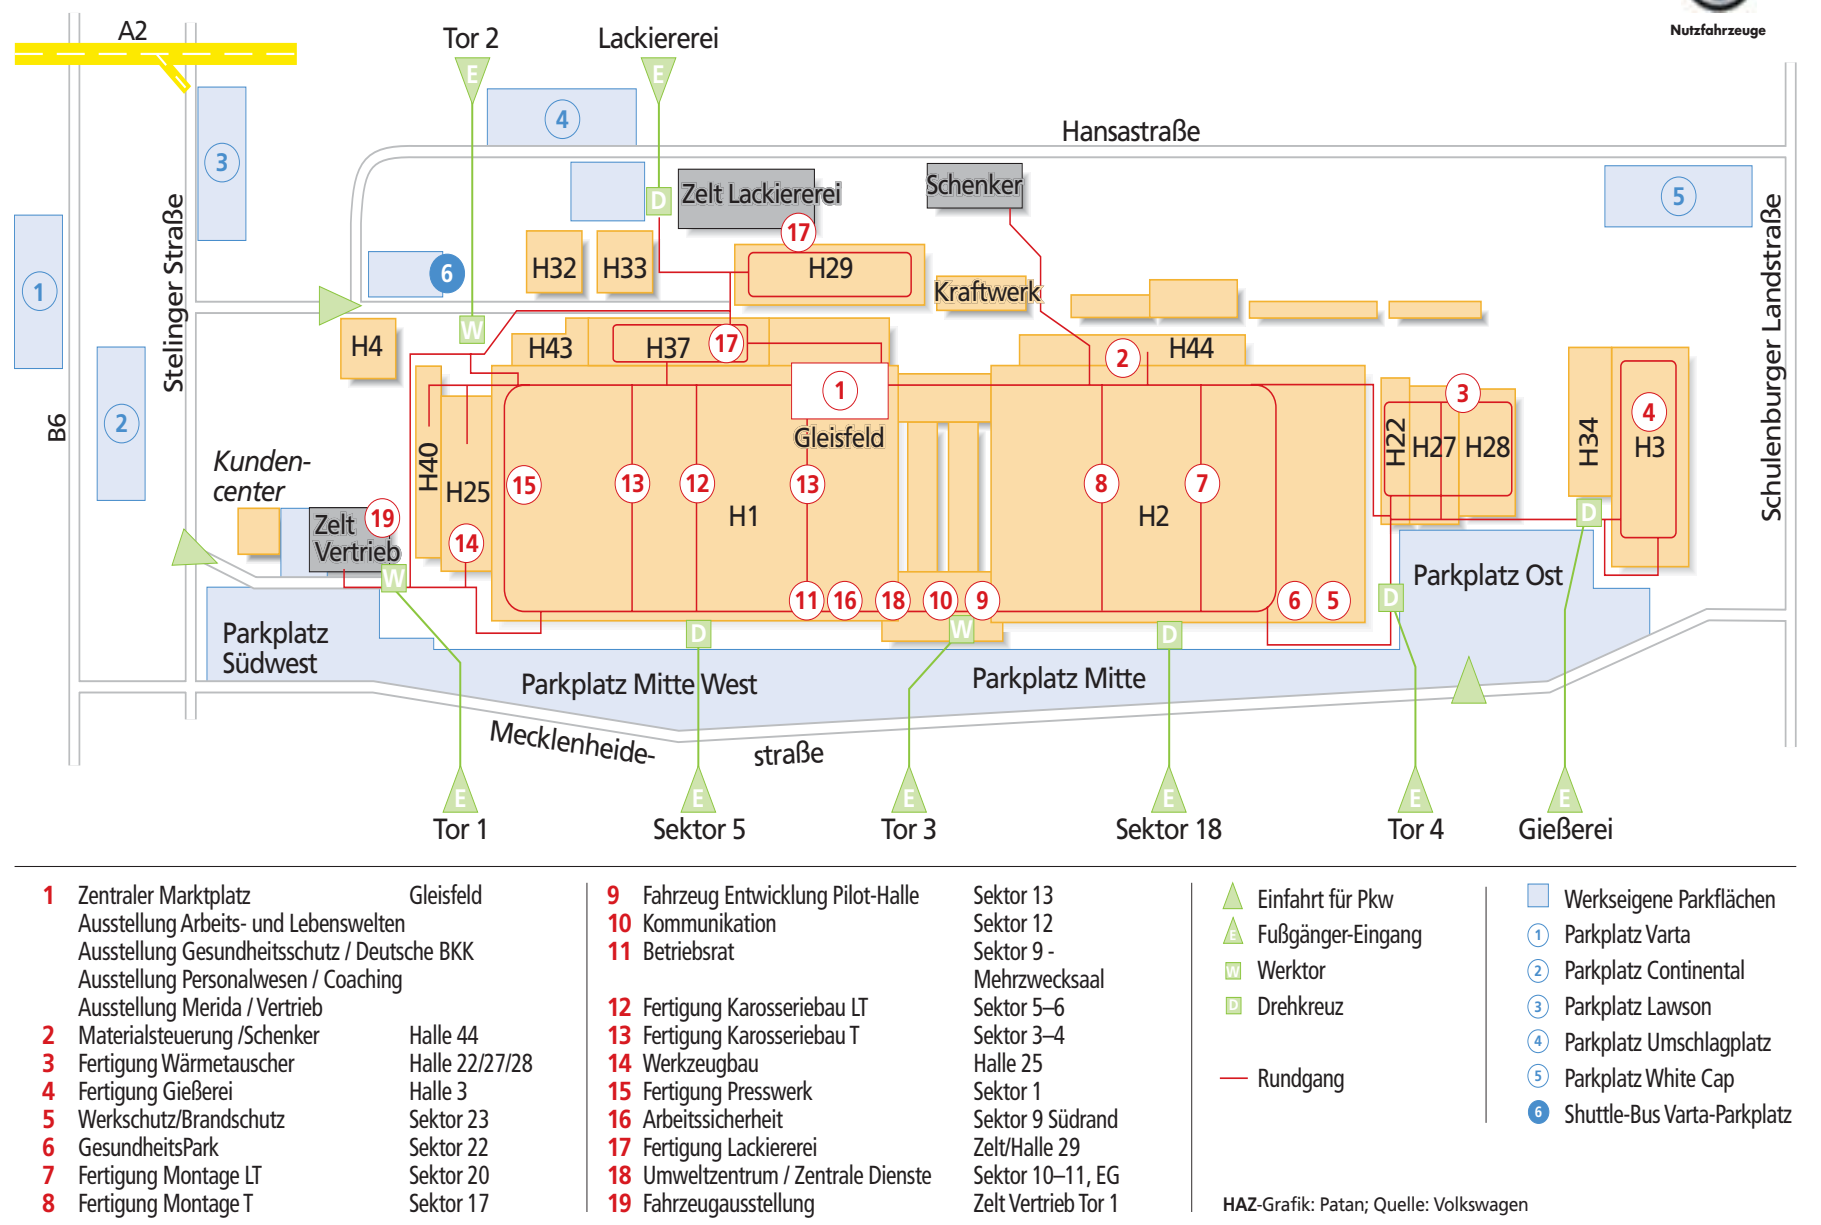 Nutzfahrzeuge
A2
Tor 2
Lackiererei
E
E
4
Hansastraße
3
D
Zelt Lackiererei
Schenker
5
17
1
Stelinger Straße
Schulenburger Landstraße
6
H32
H33
H29
Kraftwerk
W
H4
H43
H37
17
2
H44
1
Gleisfeld
3
4
2
B6
H40
H25
15
13
12
13
H1
8
7
H2
H22
H27
H28
H34
H3
Kunden-
center
Zelt
Vertrieb
19
14
W
D
11
16
18
10
9
6
5
D
Parkplatz Ost
Parkplatz
Südwest
D
W
D
Parkplatz Mitte West
Parkplatz Mitte
Mecklenheide-
straße
E
E
E
E
E
E
Tor 1
Sektor 5
Tor 3
Sektor 18
Tor 4
Gießerei
1 Zentraler Marktplatz Gleisfeld
Ausstellung Arbeits- und Lebenswelten
Ausstellung Gesundheitsschutz / Deutsche BKK
Ausstellung Personalwesen / Coaching
Ausstellung Merida / Vertrieb
2 Materialsteuerung /Schenker Halle 44
3 Fertigung Wärmetauscher Halle 22/27/28
4 Fertigung Gießerei Halle 3
5 Werkschutz/Brandschutz Sektor 23
6 GesundheitsPark Sektor 22
7 Fertigung Montage LT Sektor 20
8 Fertigung Montage T Sektor 17
9 Fahrzeug Entwicklung Pilot-Halle Sektor 13
10 Kommunikation Sektor 12
11 Betriebsrat Sektor 9 -
Mehrzwecksaal
12 Fertigung Karosseriebau LT Sektor 5–6
13 Fertigung Karosseriebau T Sektor 3–4
14 Werkzeugbau Halle 25
15 Fertigung Presswerk Sektor 1
16 Arbeitssicherheit Sektor 9 Südrand
17 Fertigung Lackiererei Zelt/Halle 29
18 Umweltzentrum / Zentrale Dienste Sektor 10–11, EG
19 Fahrzeugausstellung Zelt Vertrieb Tor 1
Einfahrt für Pkw
E Fußgänger-Eingang
W Werktor
D Drehkreuz
Rundgang
Werkseigene Parkflächen
1 Parkplatz Varta
2 Parkplatz Continental
3 Parkplatz Lawson
4 Parkplatz Umschlagplatz
5 Parkplatz White Cap
6 Shuttle-Bus Varta-Parkplatz
HAZ-Grafik: Patan; Quelle: Volkswagen